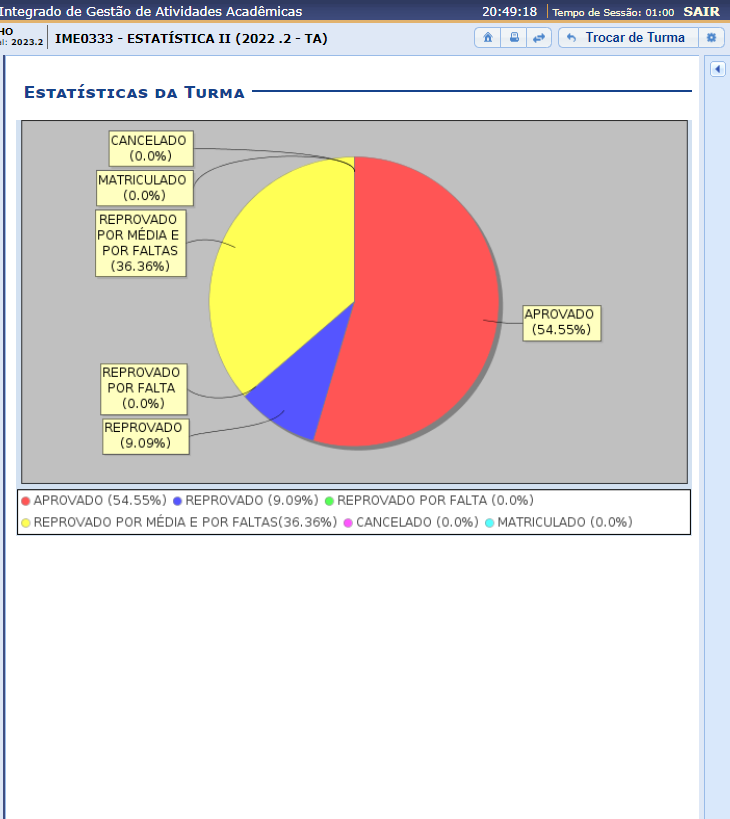 Integrado de Gestão de Atividades Acadêmicas 20:49:18 Tempo de Sessão: 01:00 SAIR
2023.2 IME0333 - ESTATÍSTICA II (2022 .2 - TA) Trocar de Turma
ESTATÍSTICAS DA TURMA
CANCELADO
(0.0%)
MATRICULADO
(0.0%)
REPROVADO
POR MÉDIA E
POR FALTAS
(36.36%)
APROVADO
(54.55%)
REPROVADO
POR FALTA
(0.0%)
REPROVADO
(9.09%)
APROVADO (54.55%) REPROVADO (9.09%) REPROVADO POR FALTA (0.0%)
REPROVADO POR MÉDIA E POR FALTAS(36.36%) CANCELADO (0.0%) MATRICULADO (0.0%)